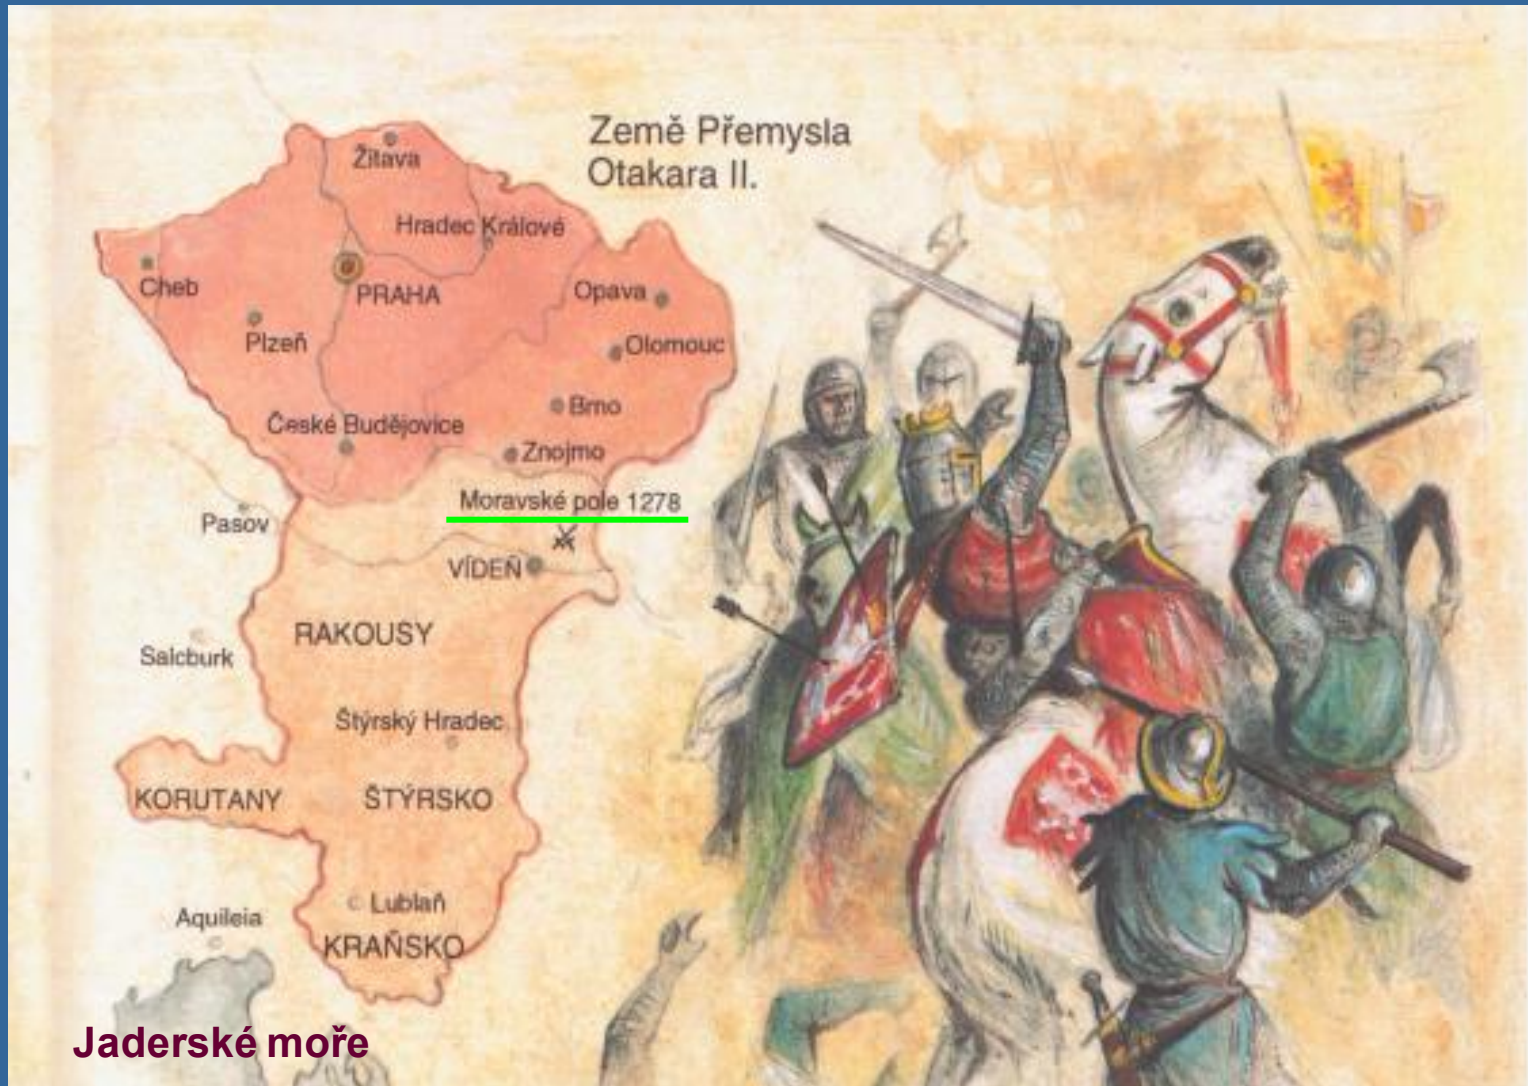 Země Přemysla
Otakara II.
Žitava
Hradec Králové
Cheb
PRAHA
Opava
Plzeň
Olomouc
Brno
České Budějovice
Znojmo
Moravské pole 1278
Pasov
VÍDEŇ
RAKOUSY
Salcburk
Štýrský Hradec
KORUTANY
ŠTÝRSKO
Lublaň
Aquileia
KRAŇSKO
Jaderské moře